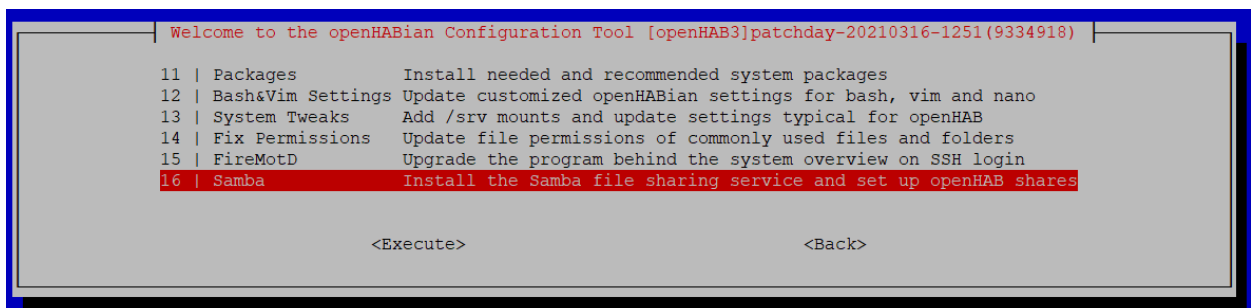 Welcome to the openHABian Configuration Tool [openHAB3]patchday-20210316-1251(9334918)
11 | Packages Install needed and recommended system packages
12 | Bash&Vim Settings Update customized openHABian settings for bash, vim and nano
13 | System Tweaks Add /srv mounts and update settings typical for openHAB
14 | Fix Permissions Update file permissions of commonly used files and folders
15 | FireMotD Upgrade the program behind the system overview on SSH login
16 | Samba Install the Samba file sharing service and set up openHAB shares
<Execute> <Back>